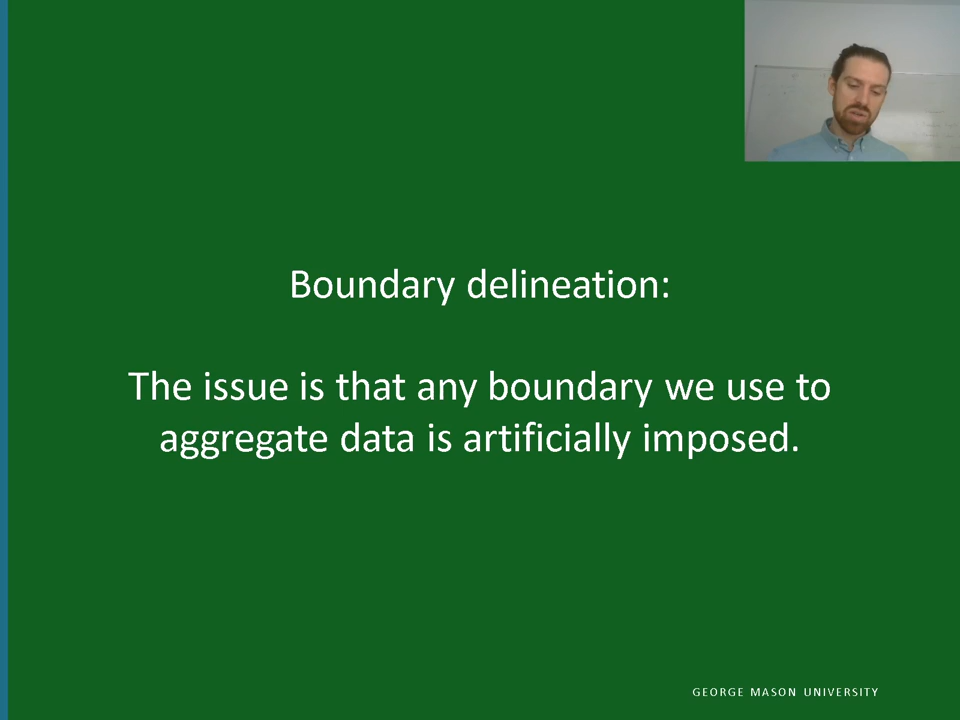 Boundary delineation:
The issue is that any boundary we use to
aggregate data is artificially imposed.
GEORGE MASON UNIVERSITY